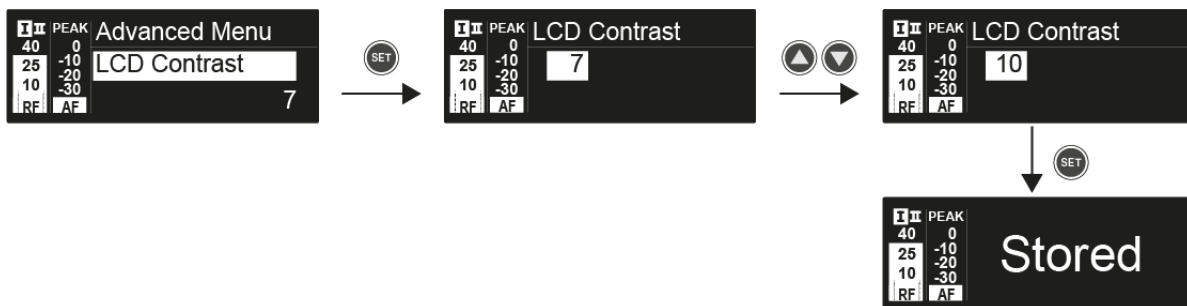 I II PEAK Advanced Menu
40 0
25 -10 LCD Contrast
-20
10 -30
RF AF 7
SET
I II PEAK LCD Contrast
40 0
25 -10 7
-20
10 -30
RF AF
I II PEAK LCD Contrast
40 0
25 -10 10
-20
10 -30
RF AF
SET
I II PEAK
40 0
25 -10 Stored
-20
10 -30
RF AF